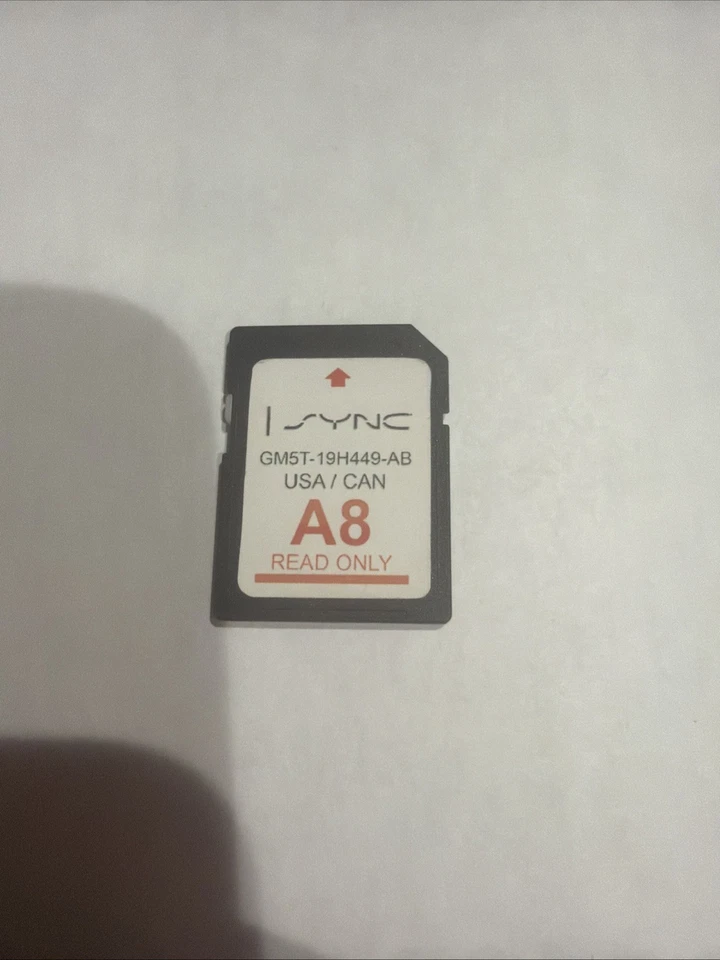 SYNC
GM5T-19H449-AB
USA / CAN
A8
READ ONLY